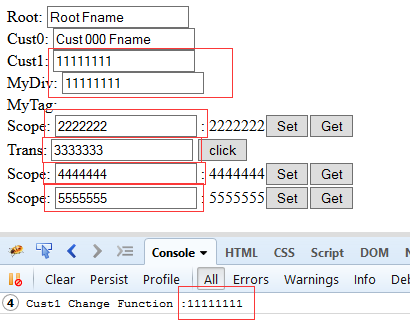 Root: Root Fname
Cust0: Cust 000 Fname
Cust1: 11111111
MyDiv: 11111111
MyTag:
Scope: 2222222 : 2222222 Set Get
Trans: 3333333 click
Scope: 4444444 : 4444444 Set Get
Scope: 5555555 : 5555555 Set Get
Console HTML CSS Script DOM N
Clear Persist Profile All Errors Warnings Info De
4 Cust1 Change Function :11111111